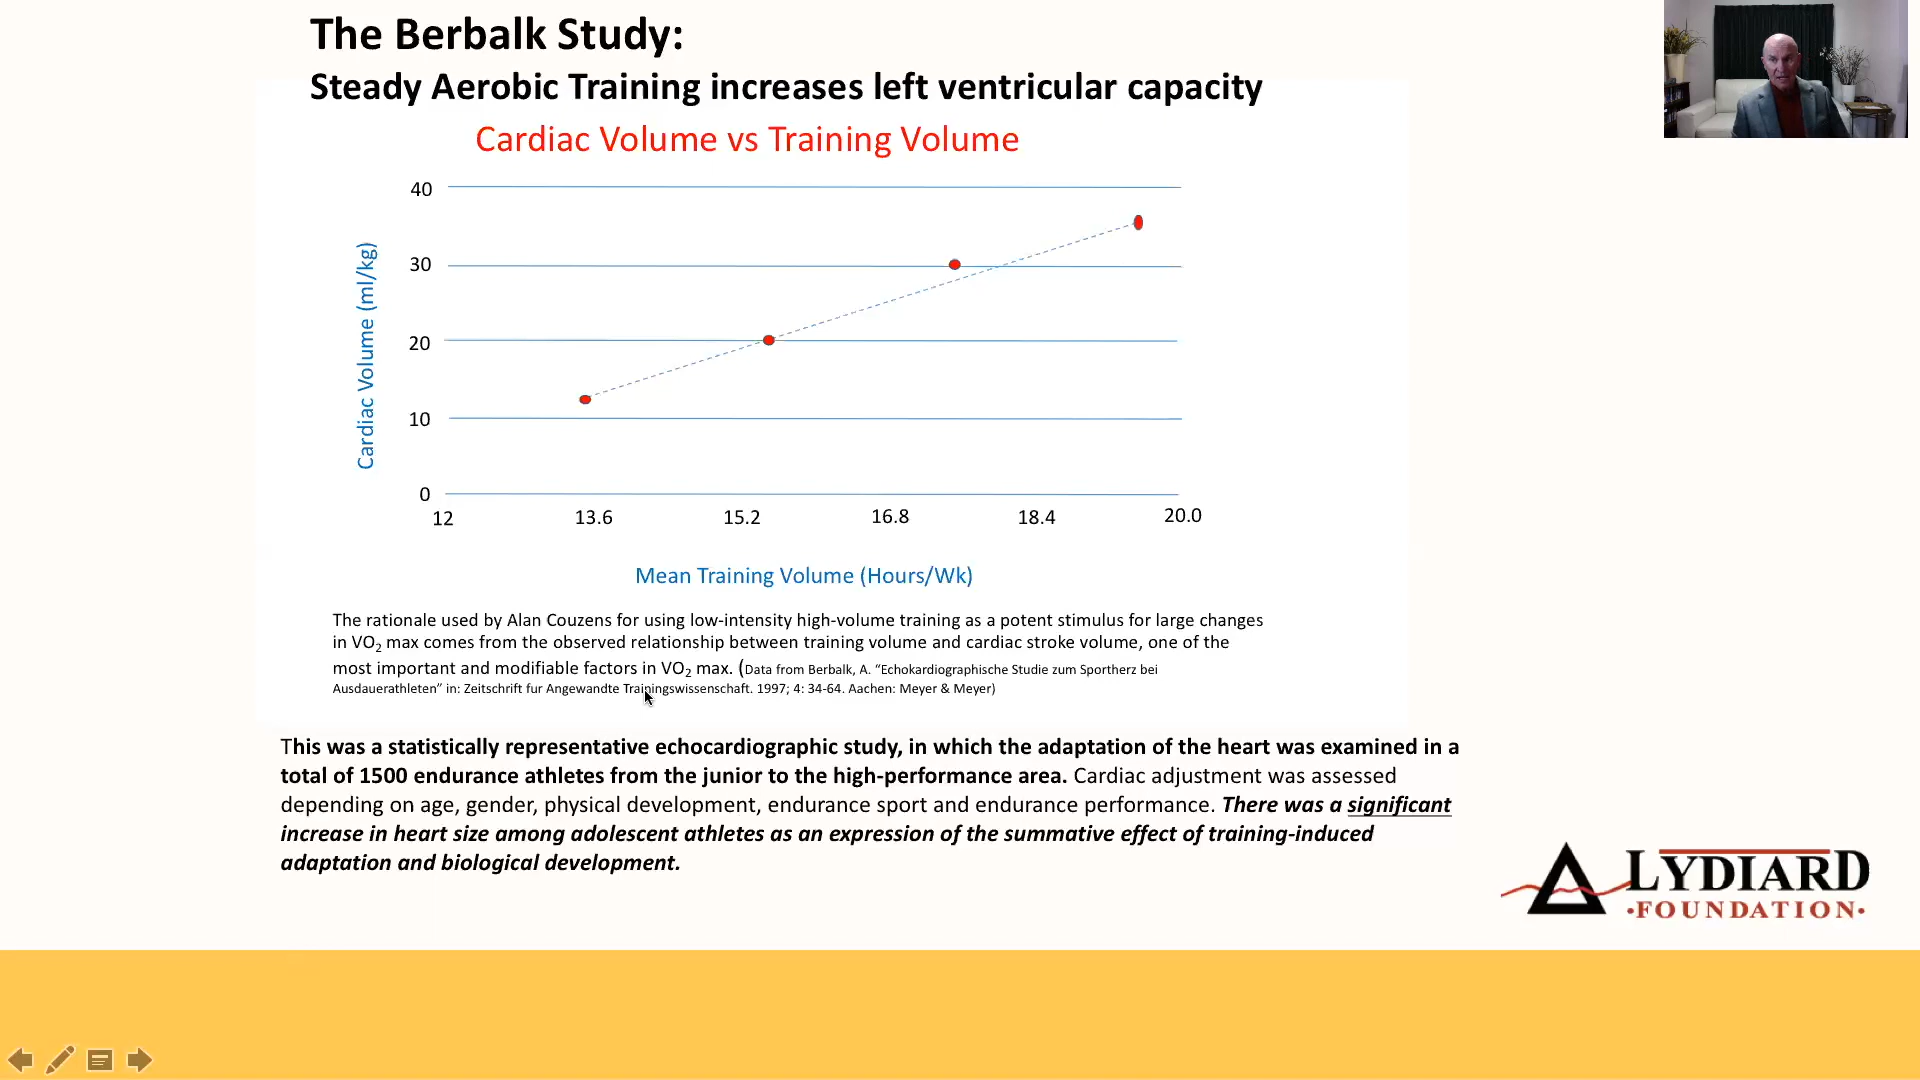 The Berbalk Study:
Steady Aerobic Training increases left ventricular capacity
Cardiac Volume vs Training Volume
40
30
20
10
0
Cardiac Volume (ml/kg)
12 13.6 15.2 16.8 18.4 20.0
Mean Training Volume (Hours/Wk)
The rationale used by Alan Couzens for using low-intensity high-volume training as a potent stimulus for large changes
in VO₂ max comes from the observed relationship between training volume and cardiac stroke volume, one of the
most important and modifiable factors in VO₂ max. (Data from Berbalk, A. “Echokardiographische Studie zum Sportherz bei
Ausdauerathleten” in: Zeitschrift fur Angewandte Trainingswissenschaft. 1997; 4: 34-64. Aachen: Meyer & Meyer)
This was a statistically representative echocardiographic study, in which the adaptation of the heart was examined in a
total of 1500 endurance athletes from the junior to the high-performance area. Cardiac adjustment was assessed
depending on age, gender, physical development, endurance sport and endurance performance. There was a significant
increase in heart size among adolescent athletes as an expression of the summative effect of training-induced
adaptation and biological development.
LYDIARD
•FOUNDATION•